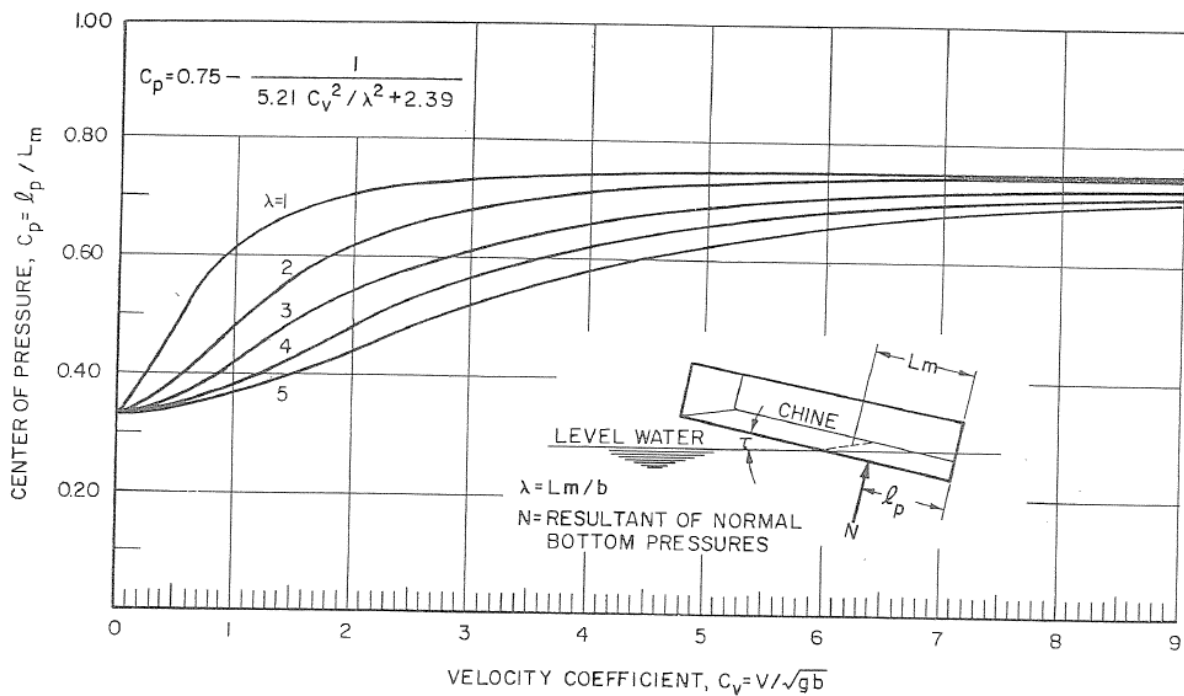 1.00
0.80
0.60
0.40
0.20
CENTER OF PRESSURE, Cp = ℓp / Lm
Cp = 0.75 − 1 / (5.21 Cv² / λ² + 2.39)
λ=1
2
3
4
5
Lm
CHINE
LEVEL WATER
τ
λ = Lm/b
N = RESULTANT OF NORMAL
BOTTOM PRESSURES
ℓp
N
0 1 2 3 4 5 6 7 8 9
VELOCITY COEFFICIENT, Cv = V/√gb